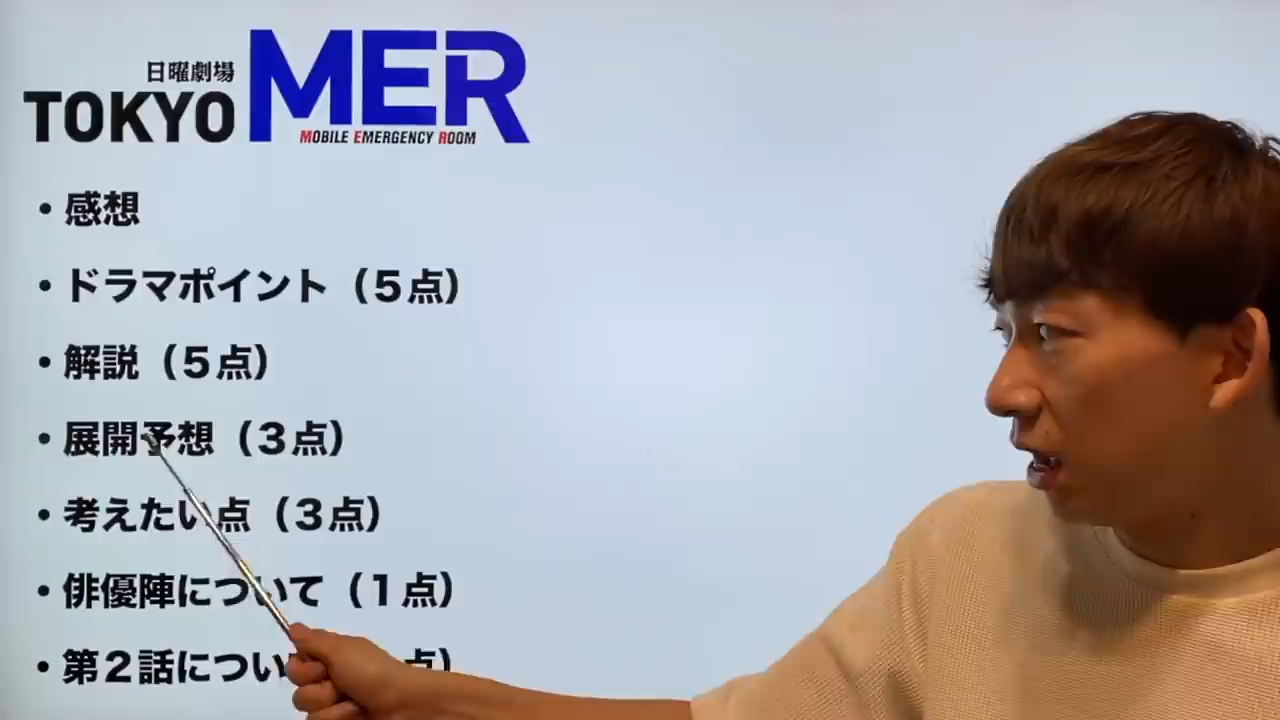 日曜劇場
TOKYO MER
MOBILE EMERGENCY ROOM
・感想
・ドラマポイント（５点）
・解説（５点）
・展開予想（３点）
・考えたい点（３点）
・俳優陣について（１点）
・第２話につい 点）